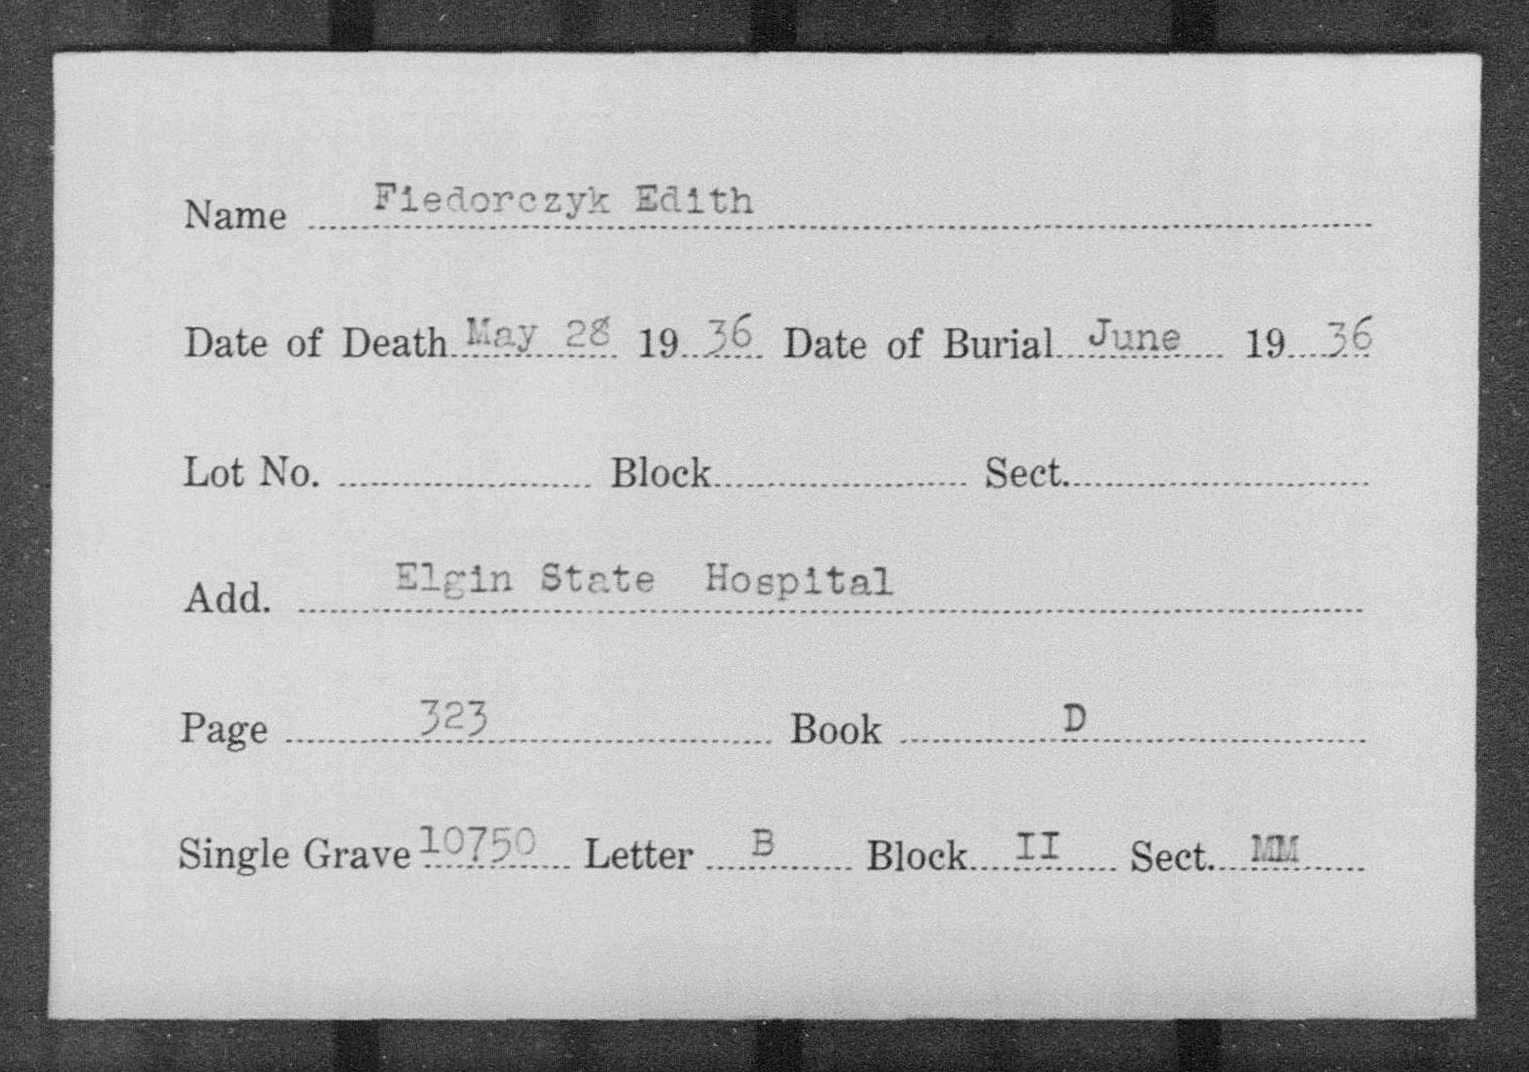 Name Fiedorczyk Edith
Date of Death May 28 19 36 Date of Burial June 19 36
Lot No. Block Sect.
Add. Elgin State Hospital
Page 323 Book D
Single Grave 10750 Letter B Block II Sect. MM